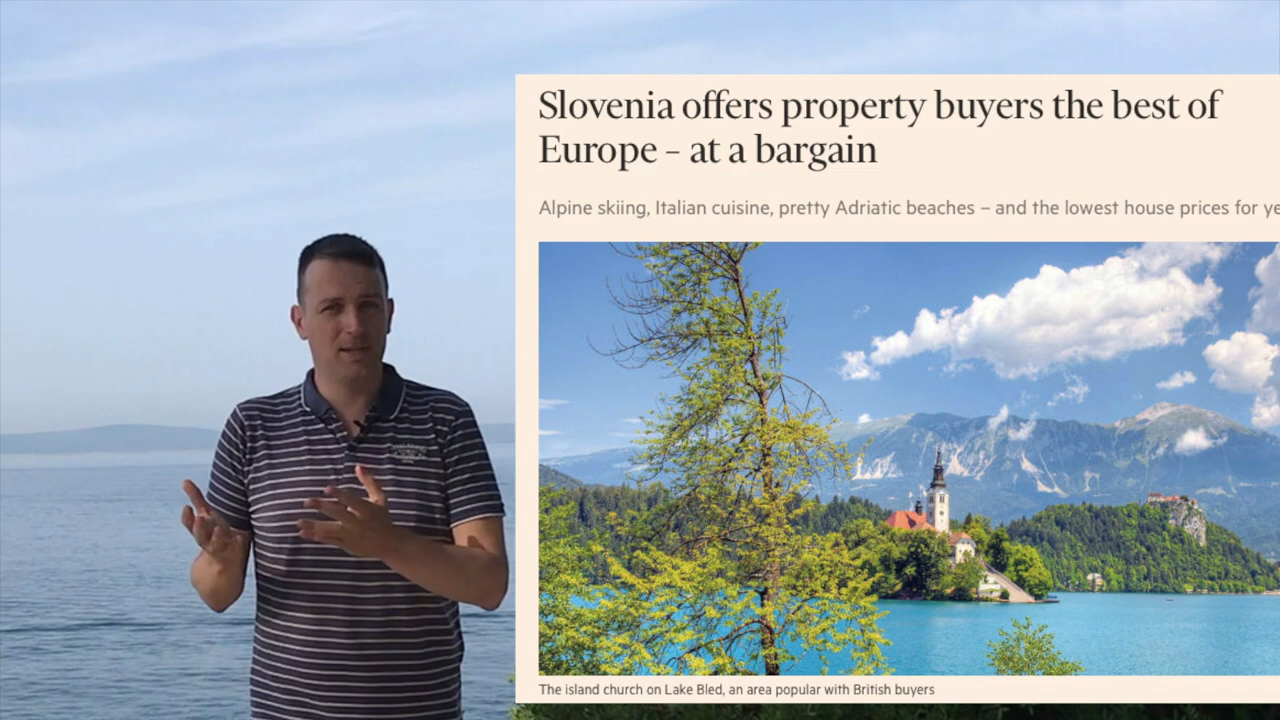 Slovenia offers property buyers the best of
Europe – at a bargain
Alpine skiing, Italian cuisine, pretty Adriatic beaches – and the lowest house prices for ye
The island church on Lake Bled, an area popular with British buyers